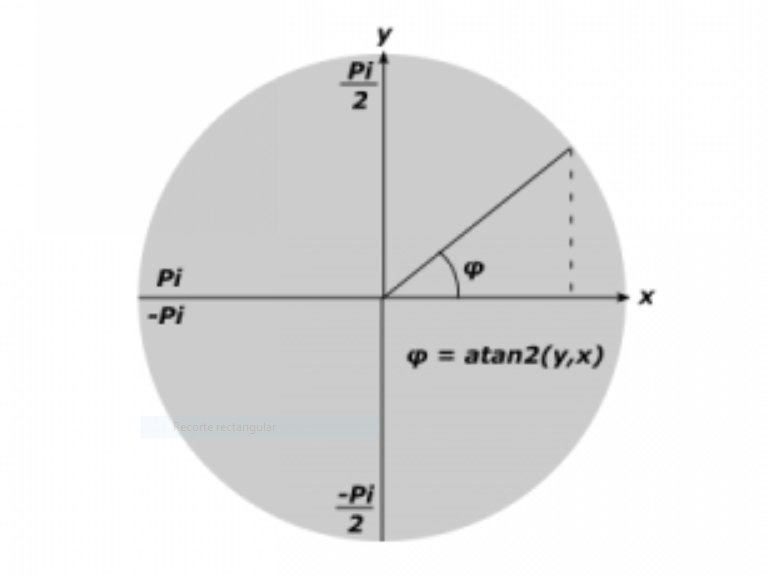 y
Pi
2
Pi
φ
x
-Pi
φ = atan2(y,x)
Recorte rectangular
-Pi
2